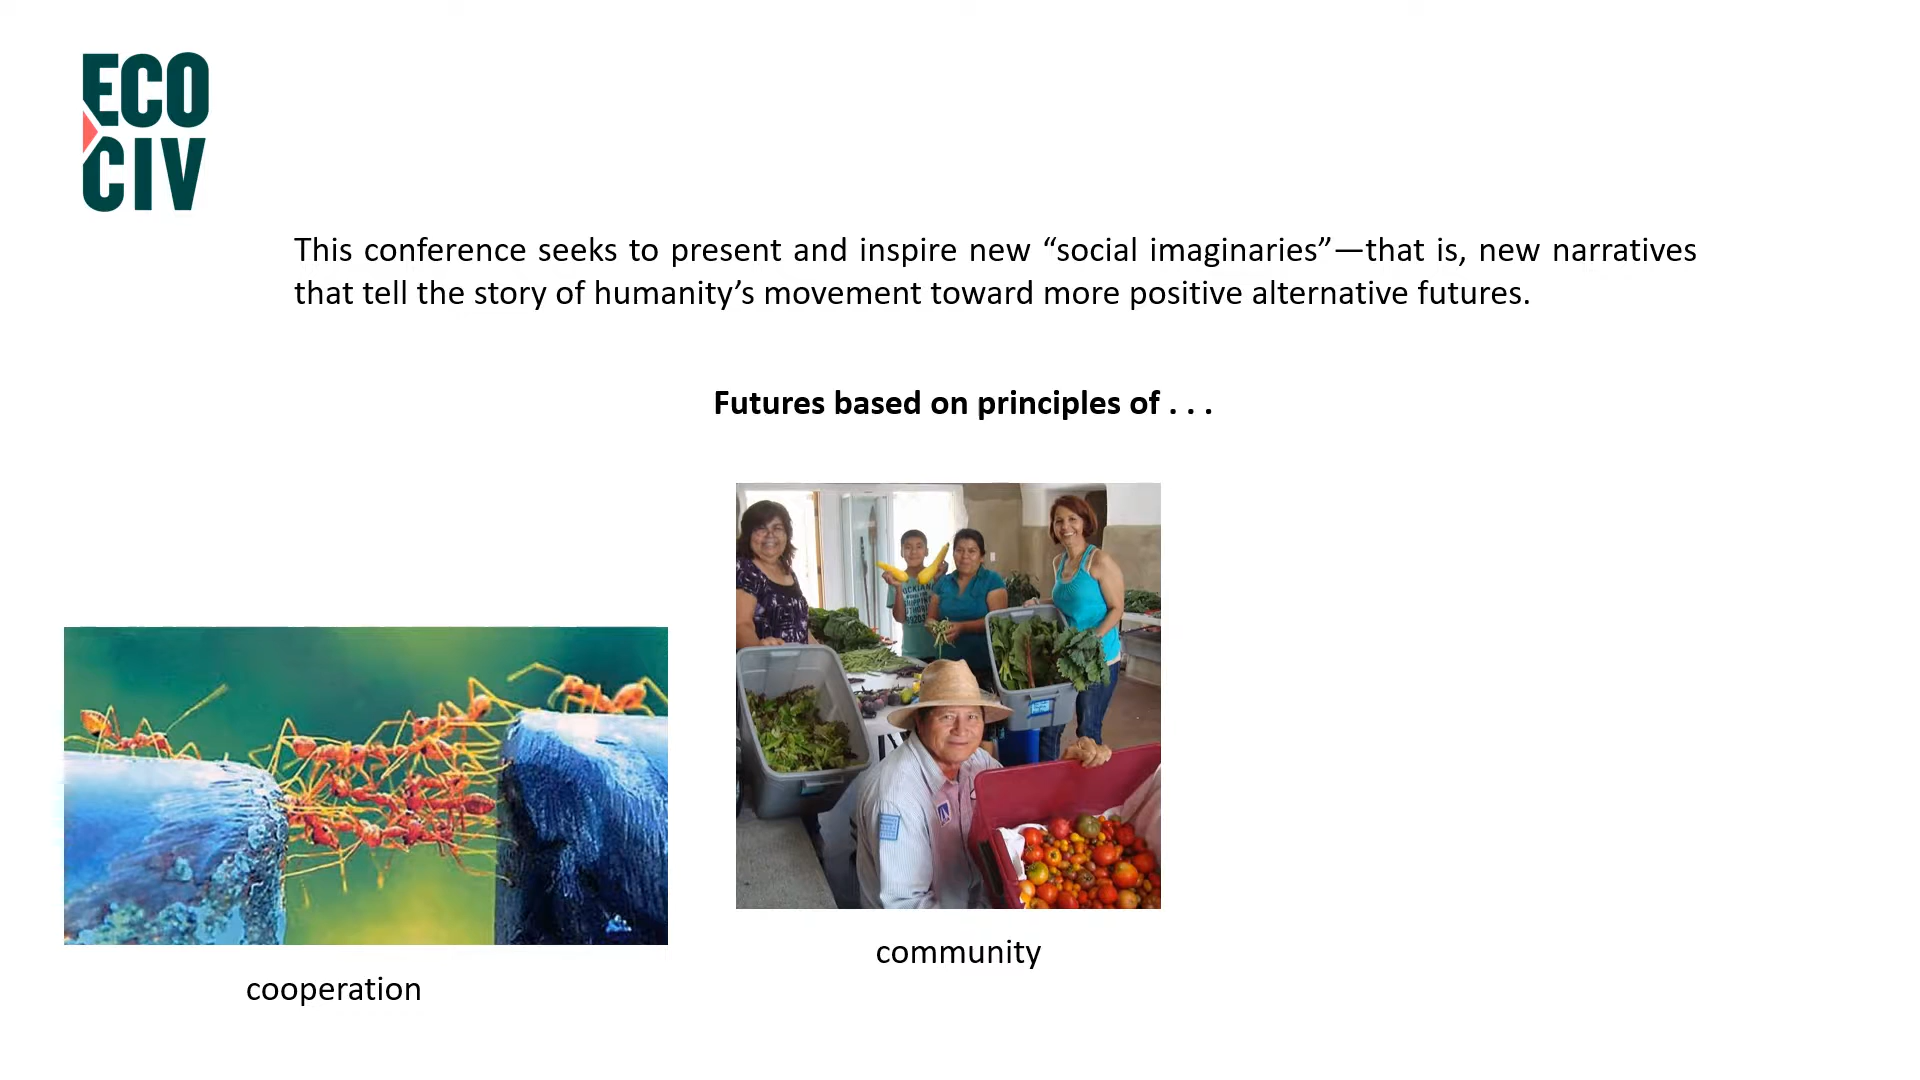 ECO
CIV
This conference seeks to present and inspire new “social imaginaries”—that is, new narratives
that tell the story of humanity’s movement toward more positive alternative futures.
Futures based on principles of . . .
community
cooperation